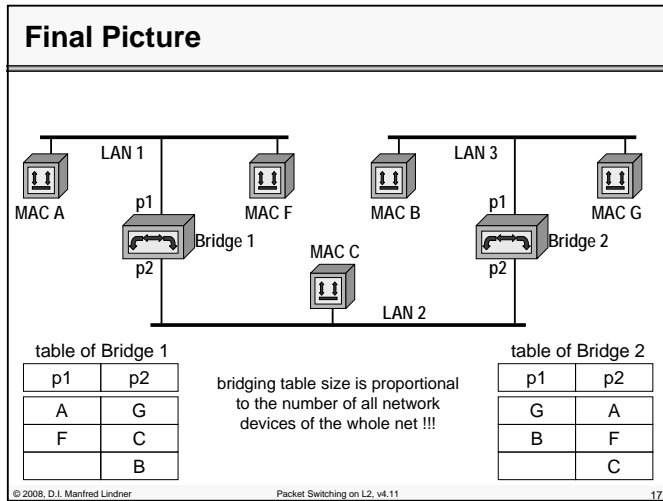 Final Picture
LAN 1
LAN 3
MAC A
p1
MAC F
MAC B
p1
MAC G
Bridge 1
Bridge 2
p2
MAC C
p2
LAN 2
table of Bridge 1
p1 p2
A G
F C
B
bridging table size is proportional
to the number of all network
devices of the whole net !!!
table of Bridge 2
p1 p2
G A
B F
C
© 2008, D.I. Manfred Lindner
Packet Switching on L2, v4.11
17